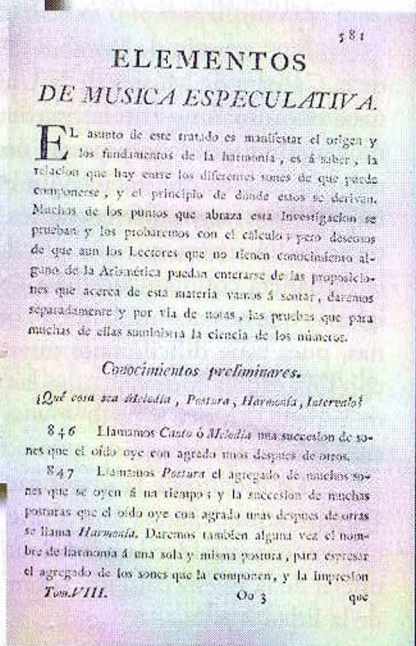 581
ELEMENTOS
DE MÚSICA ESPECULATIVA.
EL asunto de este tratado es manifestar el origen y
los fundamentos de la harmonía, es á saber, la
relacion que hay entre los diferentes sones de que puede
componerse, y el principio de donde estos se derivan.
Muchos de los puntos que abraza esta Investigacion se
prueban y los probaremos con el cálculo; pero deseosos
de que aun los Lectores que no tienen conocimiento al-
guno de la Arismética puedan enterarse de las proposicio-
nes que acerca de esta materia vamos á sentar, daremos
separadamente y por via de notas, las pruebas que para
muchas de ellas suministra la ciencia de los números.
Conocimientos preliminares.
¿Qué cosa sea Melodía, Postura, Harmonía, Intervalo?
846 Llamamos Canto ó Melodía una succesion de so-
nes que el oído oye con agrado unos despues de otros.
847 Llamamos Postura el agregado de muchos so-
nes que se oyen á un tiempo; y la succesion de muchas
posturas que el oído oye con agrado unas despues de otras
se llama Harmonía. Daremos tambien alguna vez el nom-
bre de harmonía á una sola y misma postura, para espresar
el agregado de los sones que la componen, y la impresion
Tom. VIII. Oo 3 que